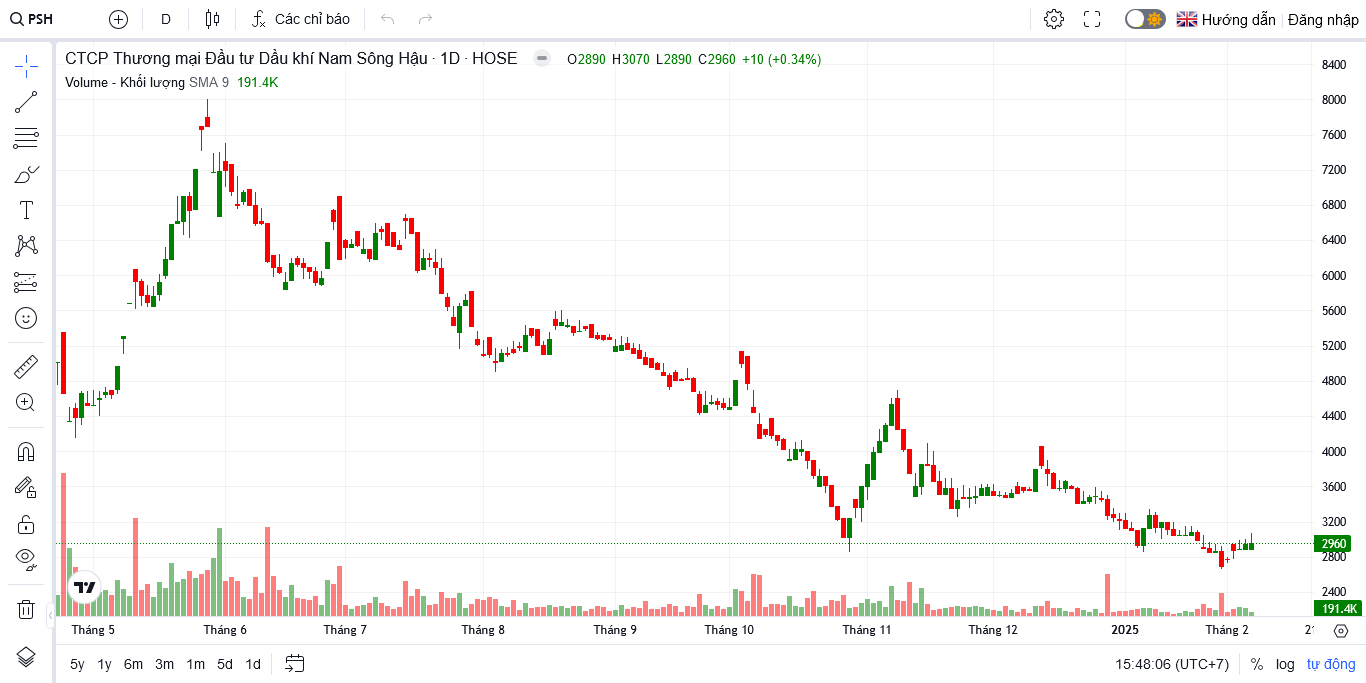 PSH D Các chỉ báo Hướng dẫn Đăng nhập
CTCP Thương mại Đầu tư Dầu khí Nam Sông Hậu · 1D · HOSE O2890 H3070 L2890 C2960 +10 (+0.34%)
Volume - Khối lượng SMA 9 191.4K
8400
8000
7600
7200
6800
6400
6000
5600
5200
4800
4400
4000
3600
3200
2960
2800
2400
191.4K
Tháng 5 Tháng 6 Tháng 7 Tháng 8 Tháng 9 Tháng 10 Tháng 11 Tháng 12 2025 Tháng 2
5y 1y 6m 3m 1m 5d 1d 15:48:06 (UTC+7) % log tự động